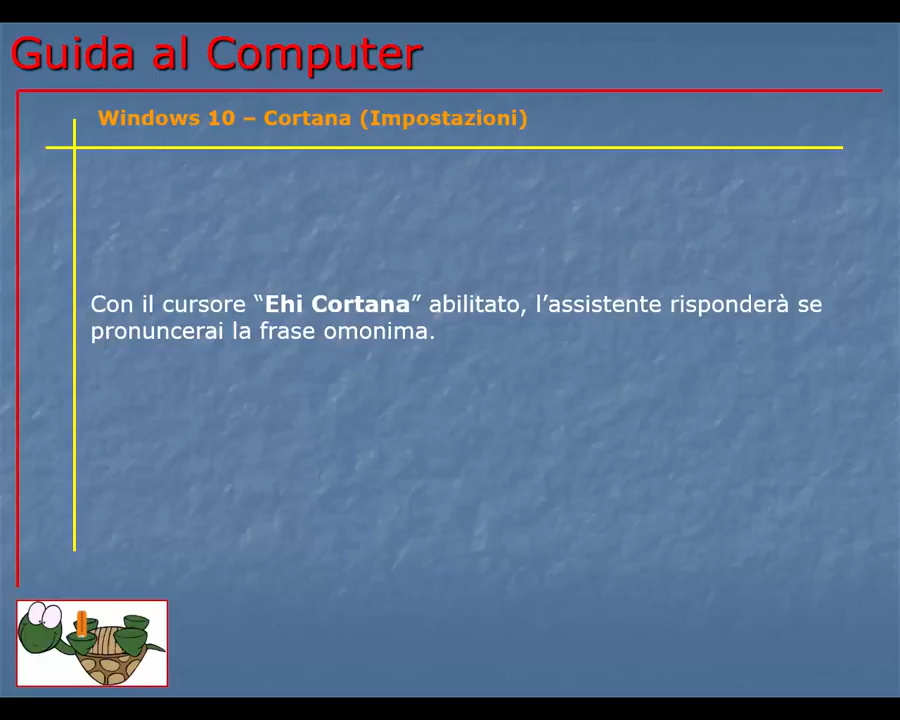 Guida al Computer
Windows 10 – Cortana (Impostazioni)
Con il cursore “Ehi Cortana” abilitato, l’assistente risponderà se
pronuncerai la frase omonima.